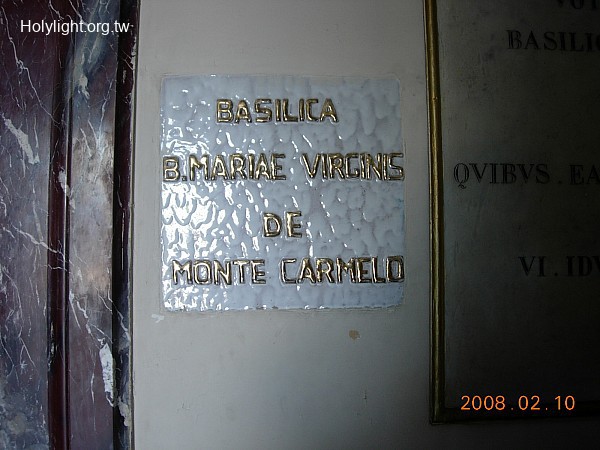 Holylight.org.tw
BASILICA
B.MARIAE VIRGINIS
DE
MONTE CARMELO
BASILIC
QVIBVS . EA
VI . IDV
2008.02.10